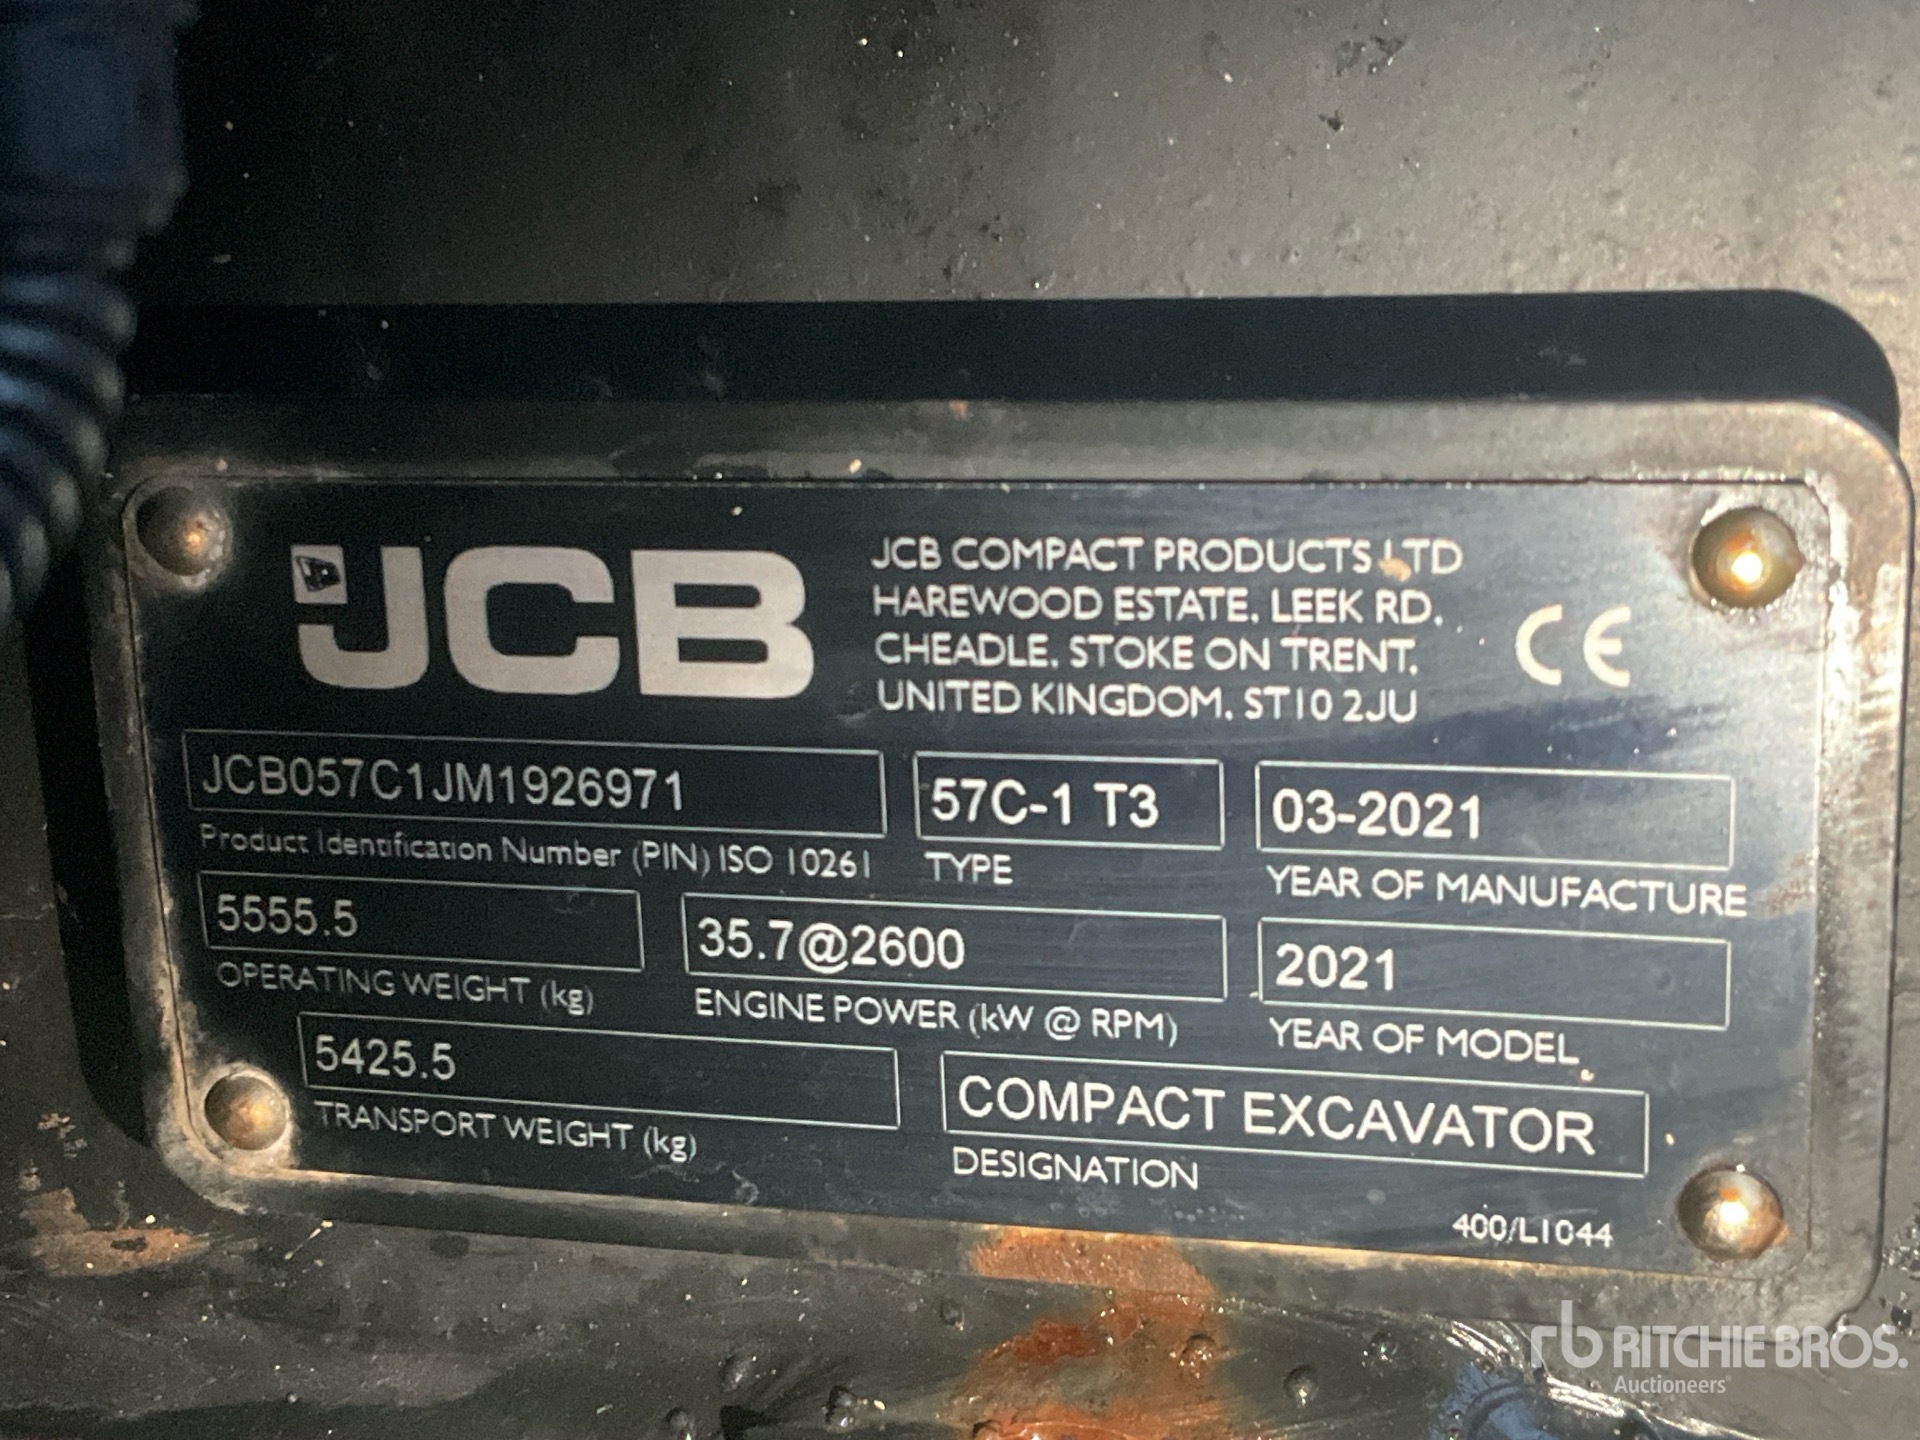 JCB
JCB COMPACT PRODUCTS LTD
HAREWOOD ESTATE, LEEK RD,
CHEADLE, STOKE ON TRENT,
UNITED KINGDOM, ST10 2JU
CE
JCB057C1JM1926971
Product Identification Number (PIN) ISO 10261
57C-1 T3
TYPE
03-2021
YEAR OF MANUFACTURE
5555.5
OPERATING WEIGHT (kg)
35.7@2600
ENGINE POWER (kW @ RPM)
2021
YEAR OF MODEL
5425.5
TRANSPORT WEIGHT (kg)
COMPACT EXCAVATOR
DESIGNATION
400/L1044
rb RITCHIE BROS.
Auctioneers